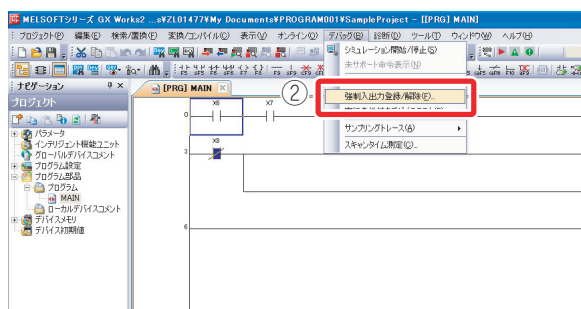 MELSOFTシリーズ GX Works2 ...s¥ZL01477¥My Documents¥PROGRAM001¥SampleProject - [[PRG] MAIN]
プロジェクト(P) 編集(E) 検索/置換(F) 変換/コンパイル(C) 表示(V) オンライン(O) デバッグ(B) 診断(D) ツール(T) ウィンドウ(W) ヘルプ(H)
シミュレーション開始/停止(S)
未サポート命令表示(N)
強制入出力登録/解除(F)...
サンプリングトレース(A)
スキャンタイム測定(C)...
②
ナビゲーション
[PRG] MAIN
プロジェクト
パラメータ
インテリジェント機能ユニット
グローバルデバイスコメント
プログラム設定
プログラム部品
プログラム
MAIN
ローカルデバイスコメント
デバイスメモリ
デバイス初期値
X6 X7
0
X8
3
6